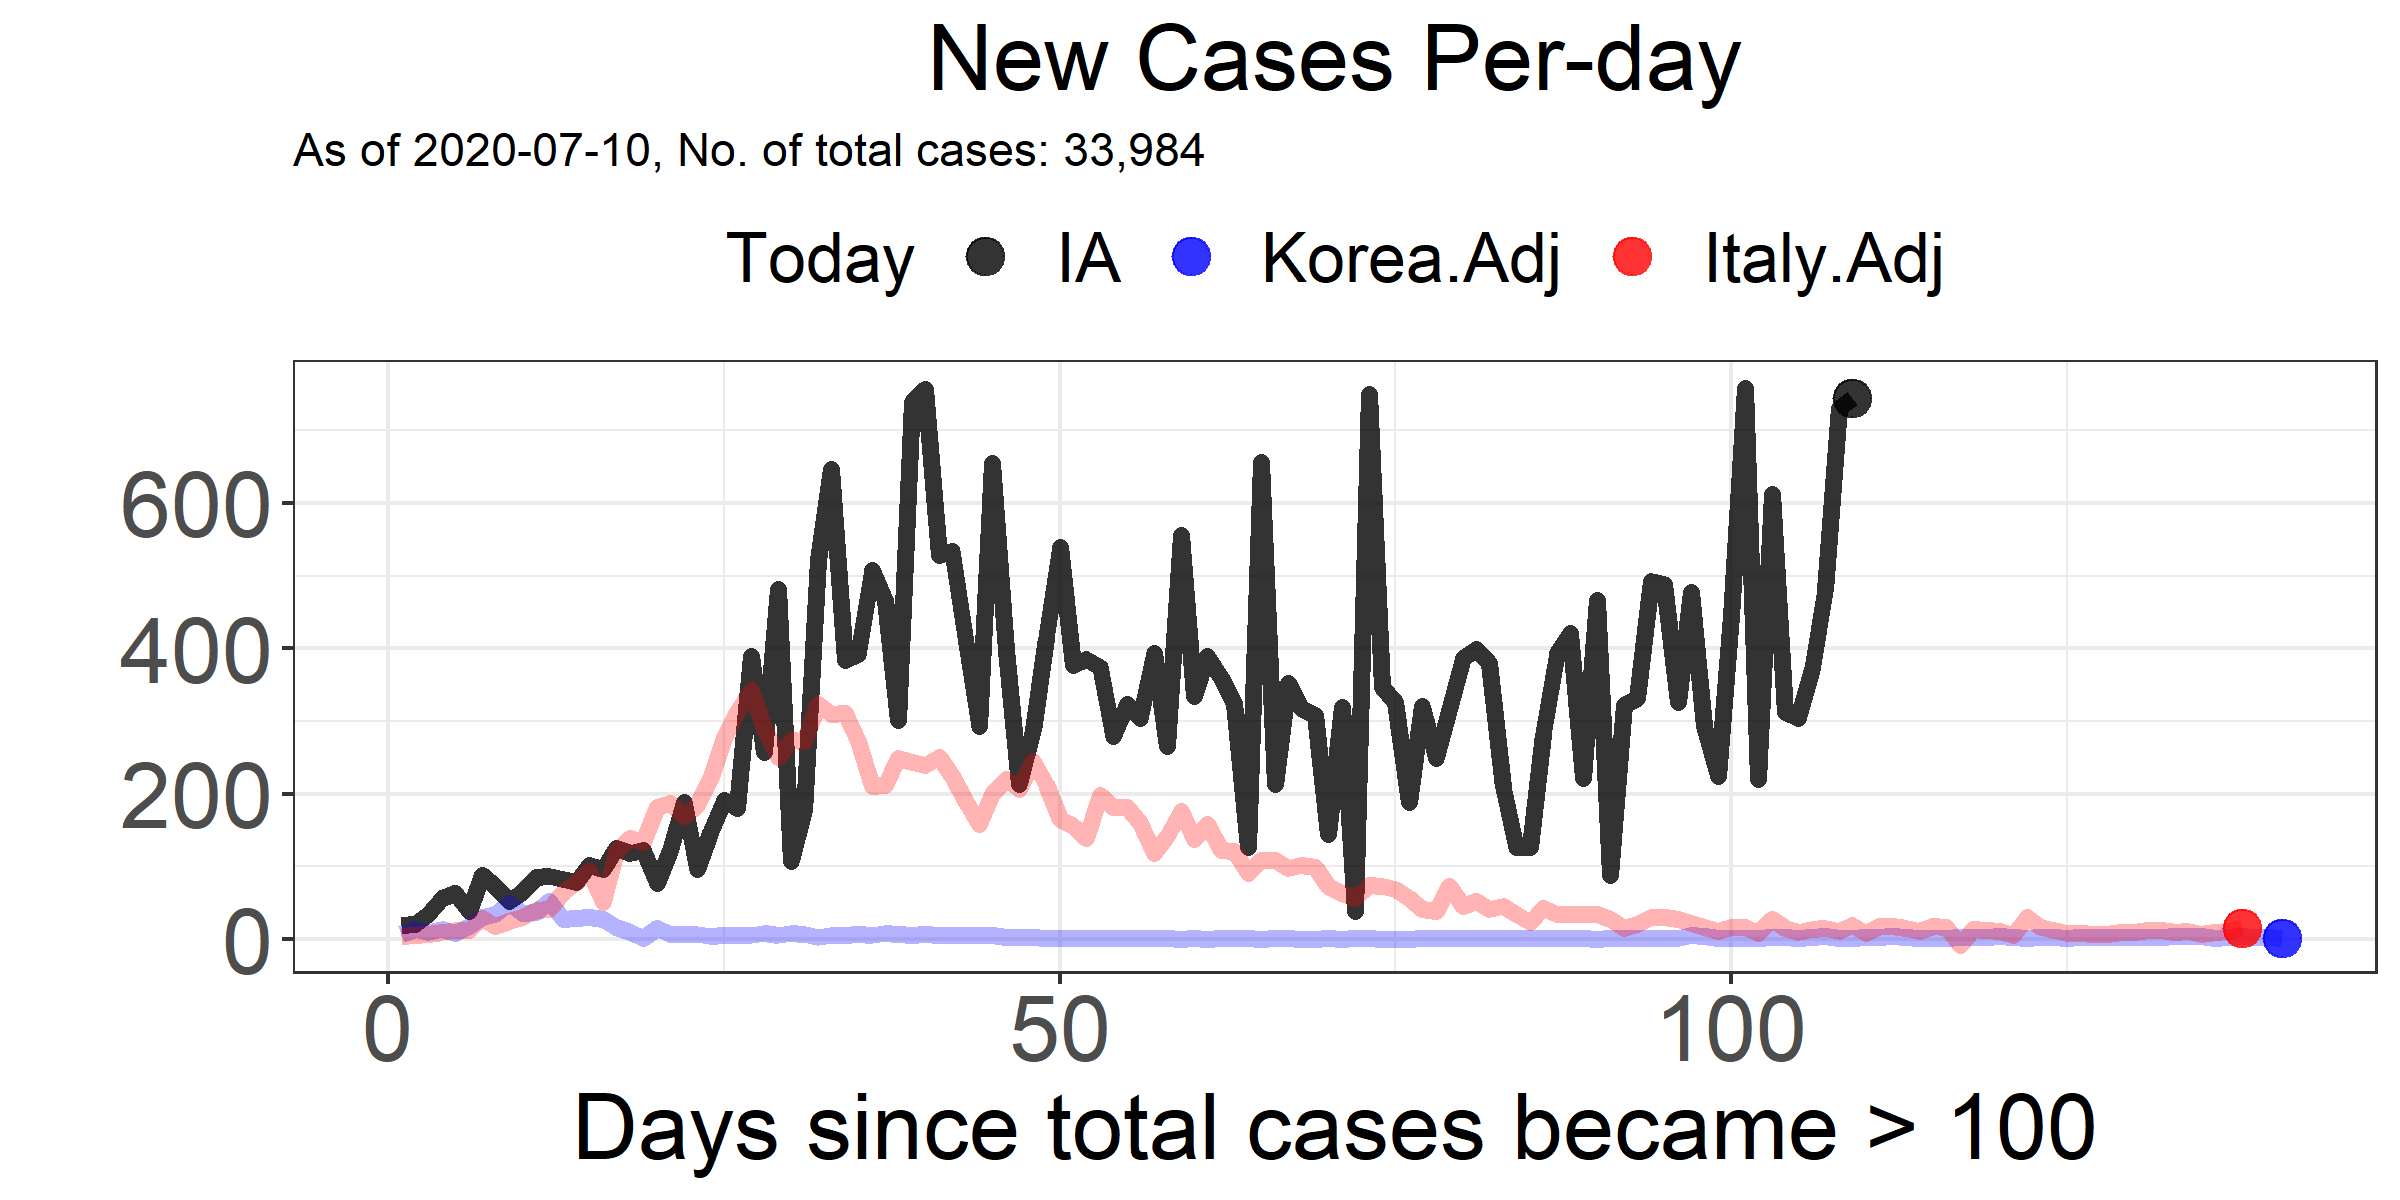 New Cases Per-day
As of 2020-07-10, No. of total cases: 33,984
Today IA Korea.Adj Italy.Adj
600
400
200
0
0 50 100
Days since total cases became > 100